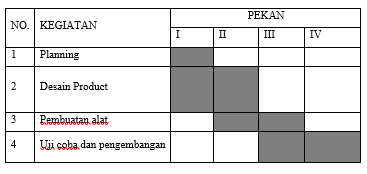 NO. KEGIATAN PEKAN
I II III IV
1 Planning
2 Desain Product
3 Pembuatan alat
4 Uji coba dan pengembangan